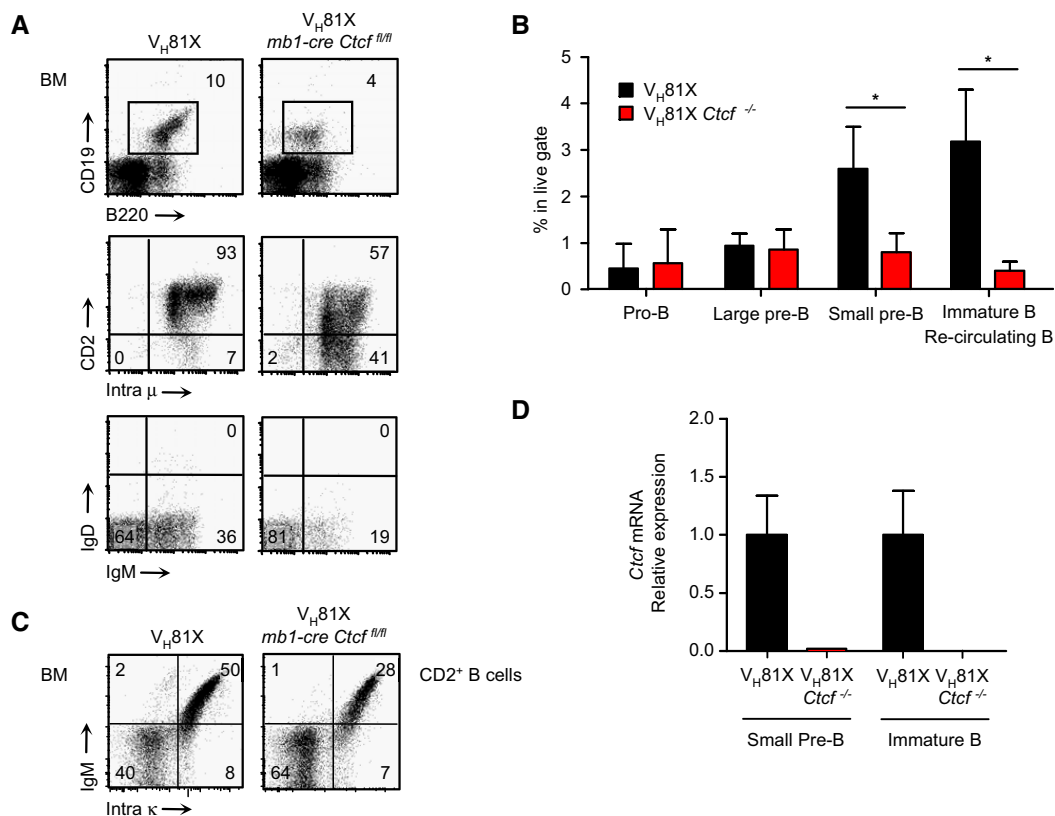 A
V_H81X
V_H81X
mb1-cre Ctcf fl/fl
BM
10
4
CD19 →
B220 →
93
57
0
7
2
41
CD2 →
Intra μ →
0
0
64
36
81
19
IgD →
IgM →
B
5
4
3
2
1
0
% in live gate
V_H81X
V_H81X Ctcf -/-
*
*
Pro-B
Large pre-B
Small pre-B
Immature B
Re-circulating B
C
V_H81X
V_H81X
mb1-cre Ctcf fl/fl
BM
2
50
1
28
CD2+ B cells
40
8
64
7
IgM →
Intra κ →
D
2.0
1.5
1.0
0.5
0.0
Ctcf mRNA
Relative expression
V_H81X
V_H81X
Ctcf -/-
V_H81X
V_H81X
Ctcf -/-
Small Pre-B
Immature B